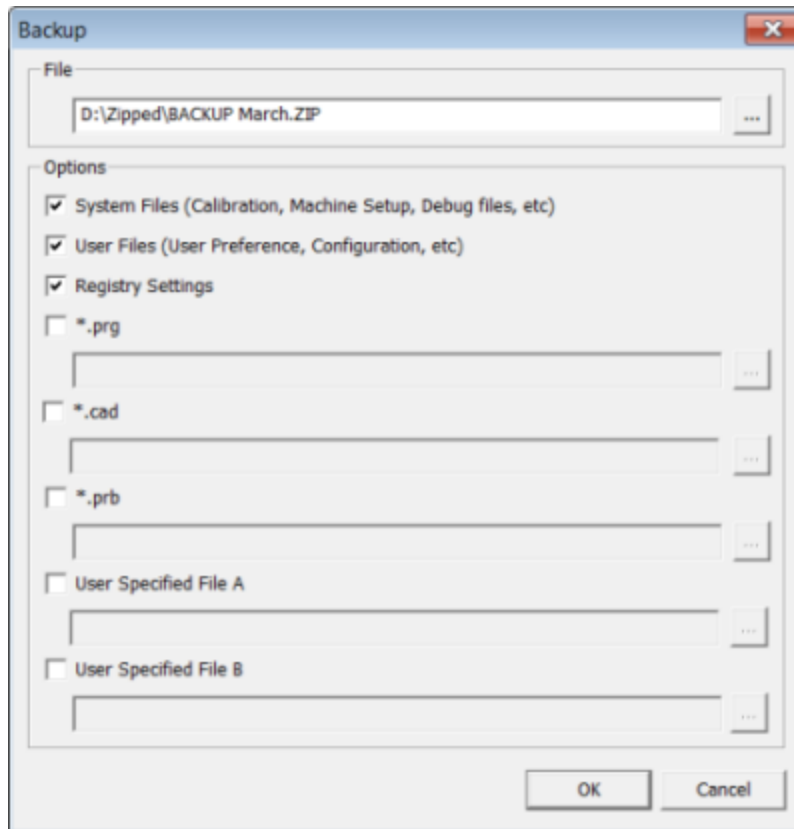 Backup
File
D:\Zipped\BACKUP March.ZIP
...
Options
System Files (Calibration, Machine Setup, Debug files, etc)
User Files (User Preference, Configuration, etc)
Registry Settings
*.prg
...
*.cad
...
*.prb
...
User Specified File A
...
User Specified File B
...
OK Cancel